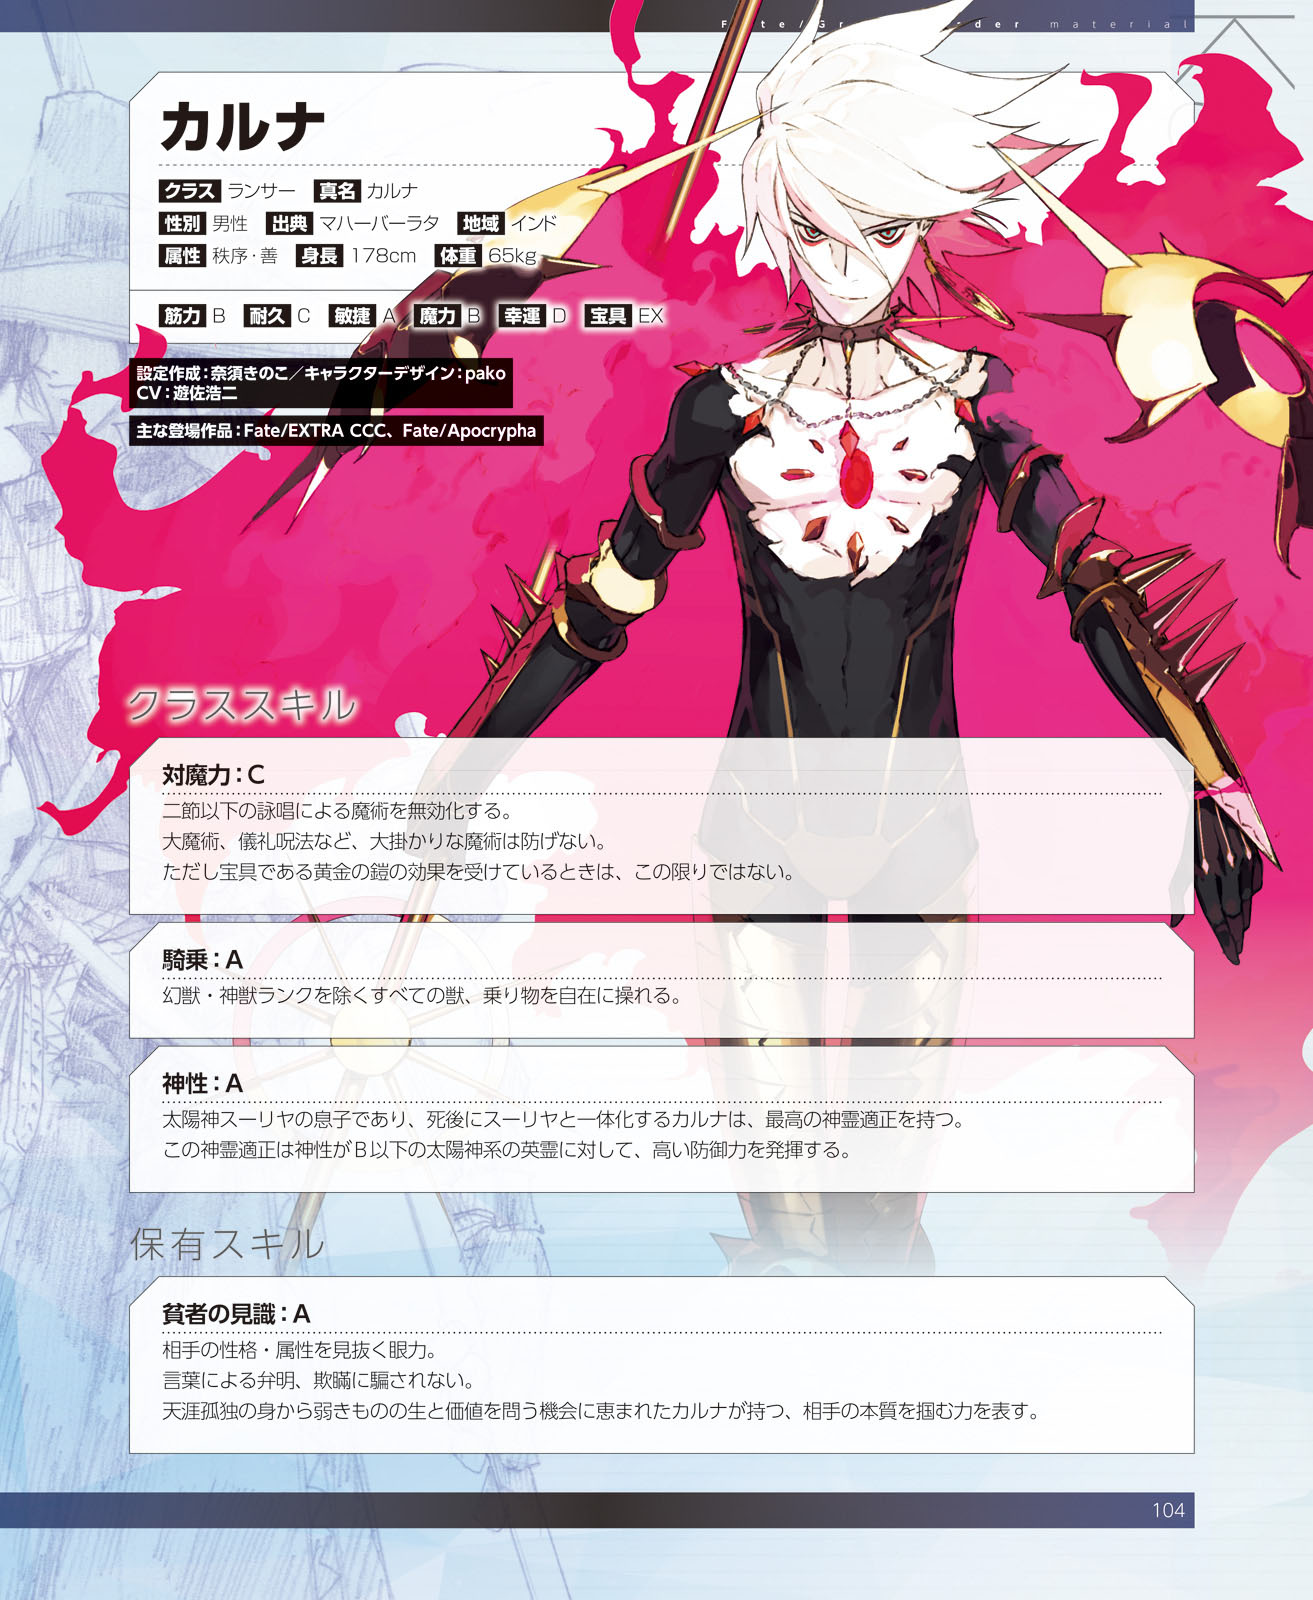 Fate/Gr  der material
カルナ
クラス ランサー 真名 カルナ
性別 男性 出典 マハーバーラタ 地域 インド
属性 秩序・善 身長 178cm 体重 65kg
筋力 B 耐久 C 敏捷 A 魔力 B 幸運 D 宝具 EX
設定作成:奈須きのこ/キャラクターデザイン:pako
CV:遊佐浩二
主な登場作品:Fate/EXTRA CCC、Fate/Apocrypha
クラススキル
対魔力:C
二節以下の詠唱による魔術を無効化する。
大魔術、儀礼呪法など、大掛かりな魔術は防げない。
ただし宝具である黄金の鎧の効果を受けているときは、この限りではない。
騎乗:A
幻獣・神獣ランクを除くすべての獣、乗り物を自在に操れる。
神性:A
太陽神スーリヤの息子であり、死後にスーリヤと一体化するカルナは、最高の神霊適正を持つ。
この神霊適正は神性がB以下の太陽神系の英霊に対して、高い防御力を発揮する。
保有スキル
貧者の見識:A
相手の性格・属性を見抜く眼力。
言葉による弁明、欺瞞に騙されない。
天涯孤独の身から弱きものの生と価値を問う機会に恵まれたカルナが持つ、相手の本質を掴む力を表す。
104